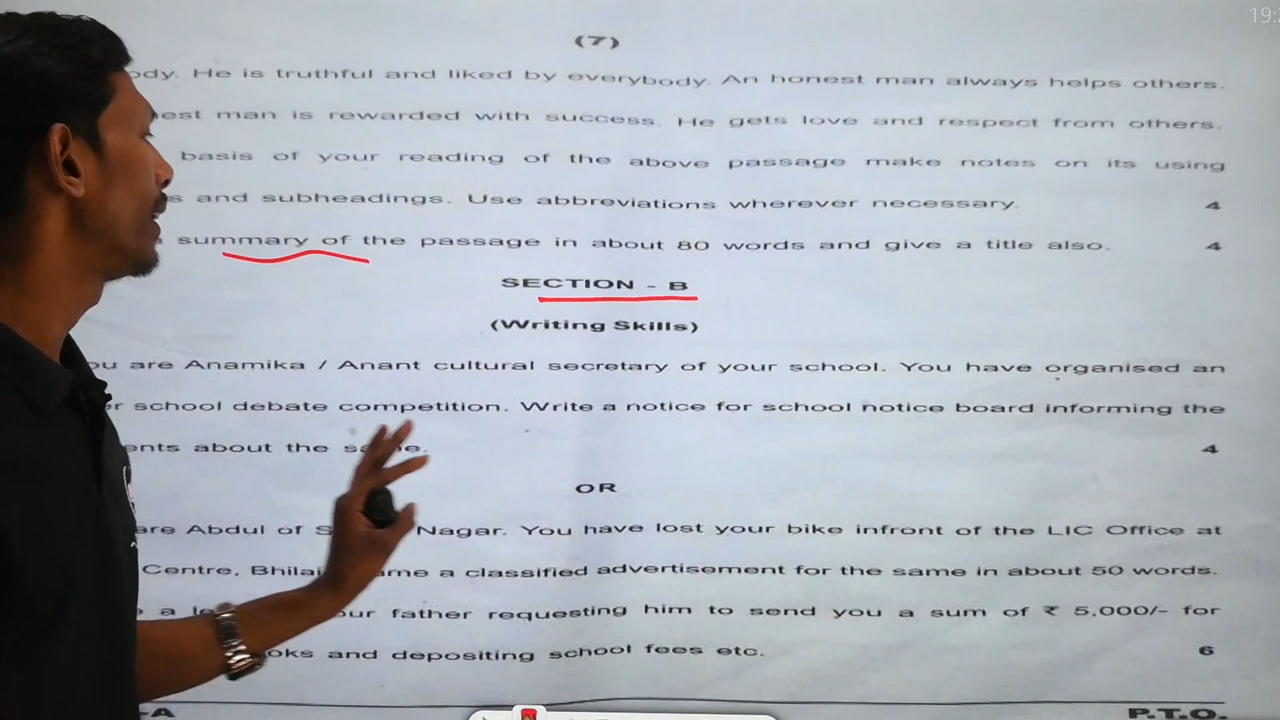 (7)
ody. He is truthful and liked by everybody. An honest man always helps others.
est man is rewarded with success. He gets love and respect from others.
basis of your reading of the above passage make notes on its using
s and subheadings. Use abbreviations wherever necessary. 4
summary of the passage in about 80 words and give a title also. 4
SECTION - B
(Writing Skills)
ou are Anamika / Anant cultural secretary of your school. You have organised an
r school debate competition. Write a notice for school notice board informing the
ents about the 4
OR
are Abdul of Nagar. You have lost your bike infront of the LIC Office at
Centre, Bhilai a classified advertisement for the same in about 50 words.
a our father requesting him to send you a sum of ₹ 5.000/- for
oks and depositing school fees etc. 6
-A P.T.O.